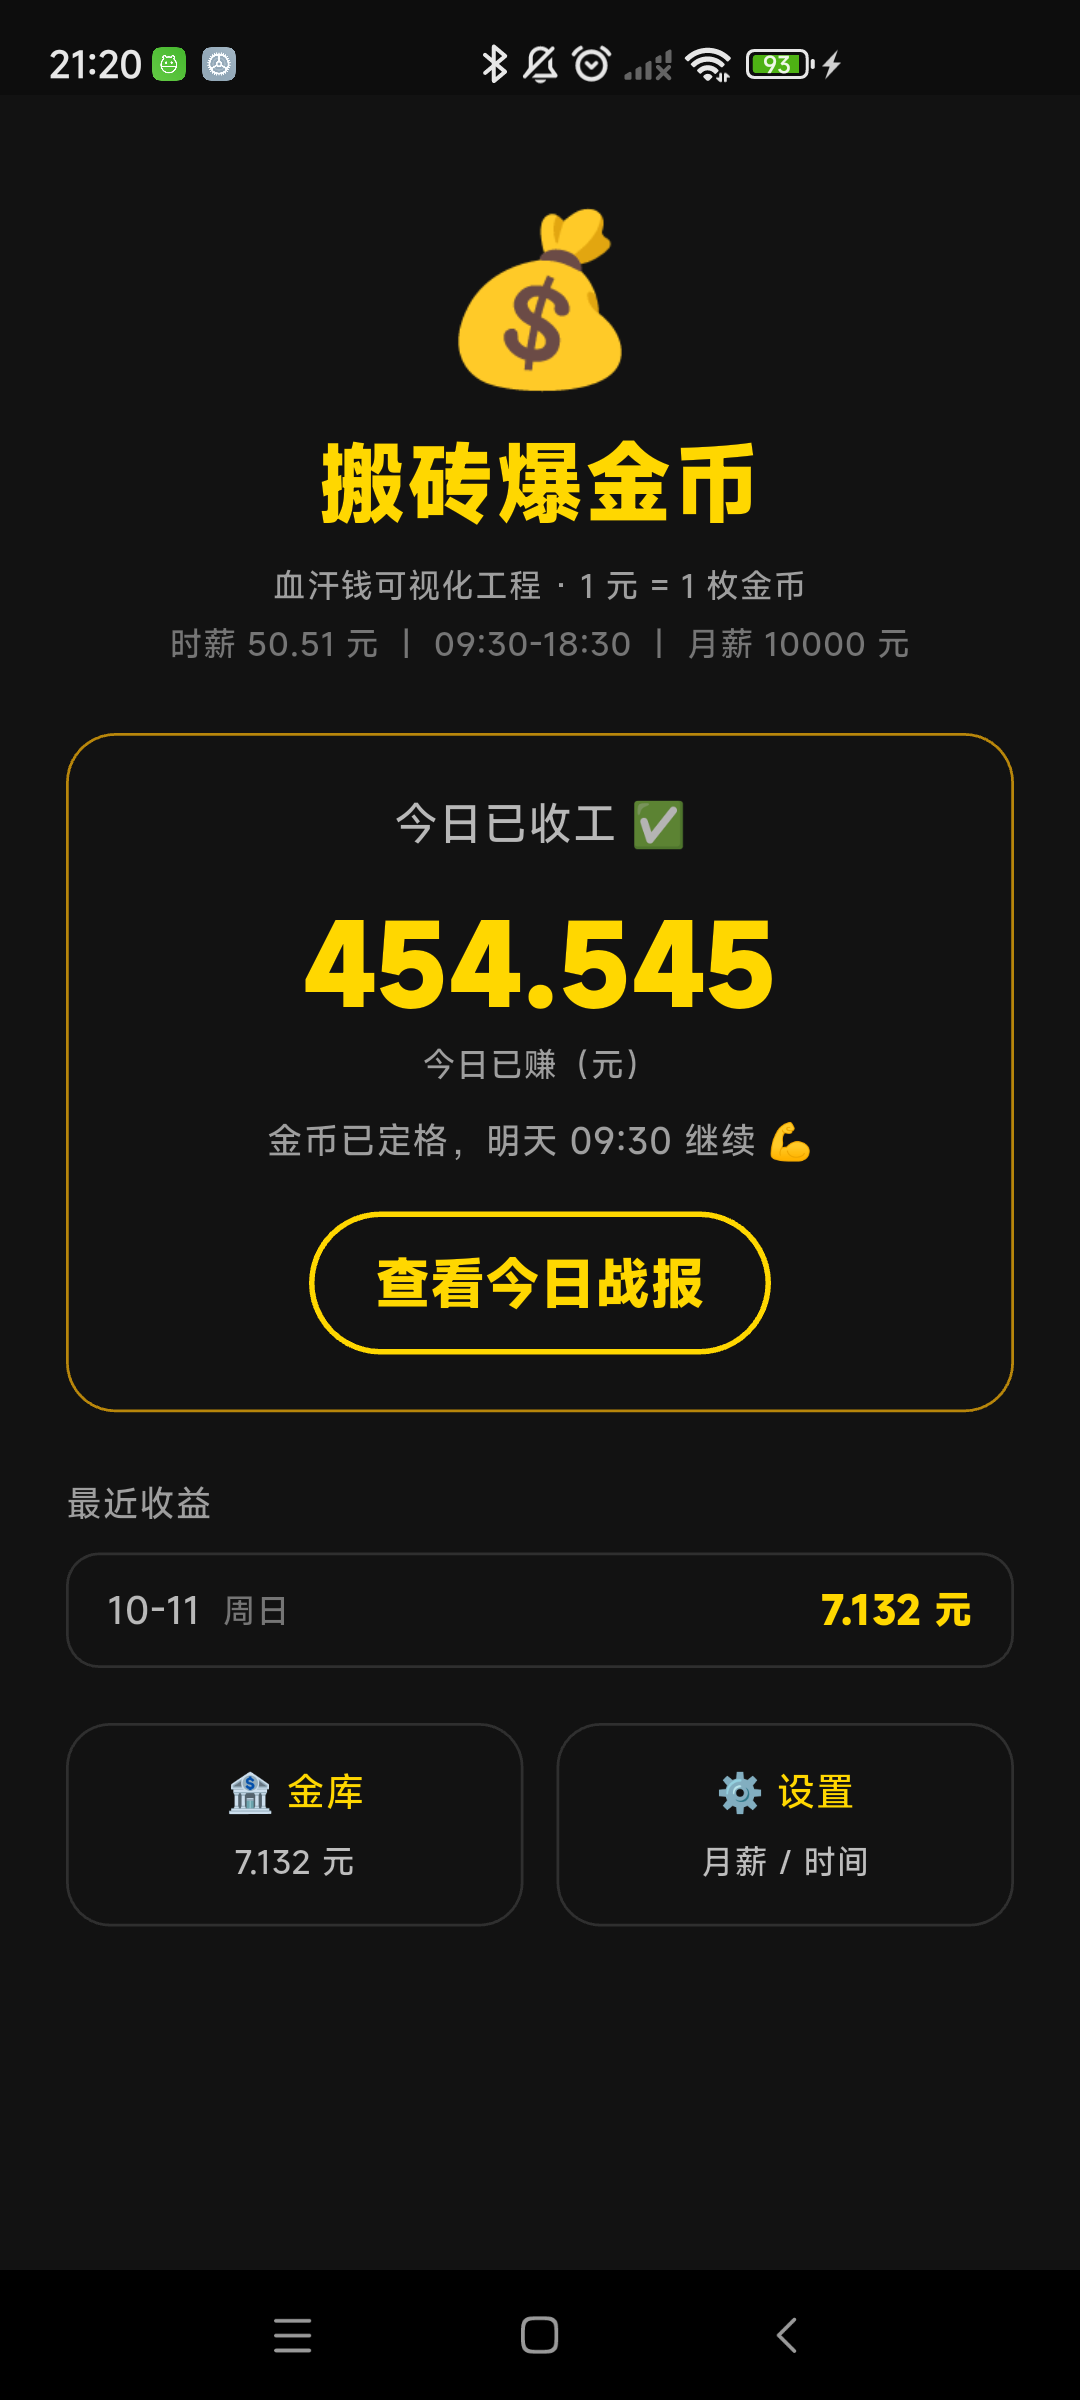 21:20
93
搬砖爆金币
血汗钱可视化工程 · 1 元 = 1 枚金币
时薪 50.51 元 | 09:30-18:30 | 月薪 10000 元
今日已收工 ✅
454.545
今日已赚（元）
金币已定格，明天 09:30 继续 💪
查看今日战报
最近收益
10-11 周日
7.132 元
🏦 金库
7.132 元
⚙️ 设置
月薪 / 时间